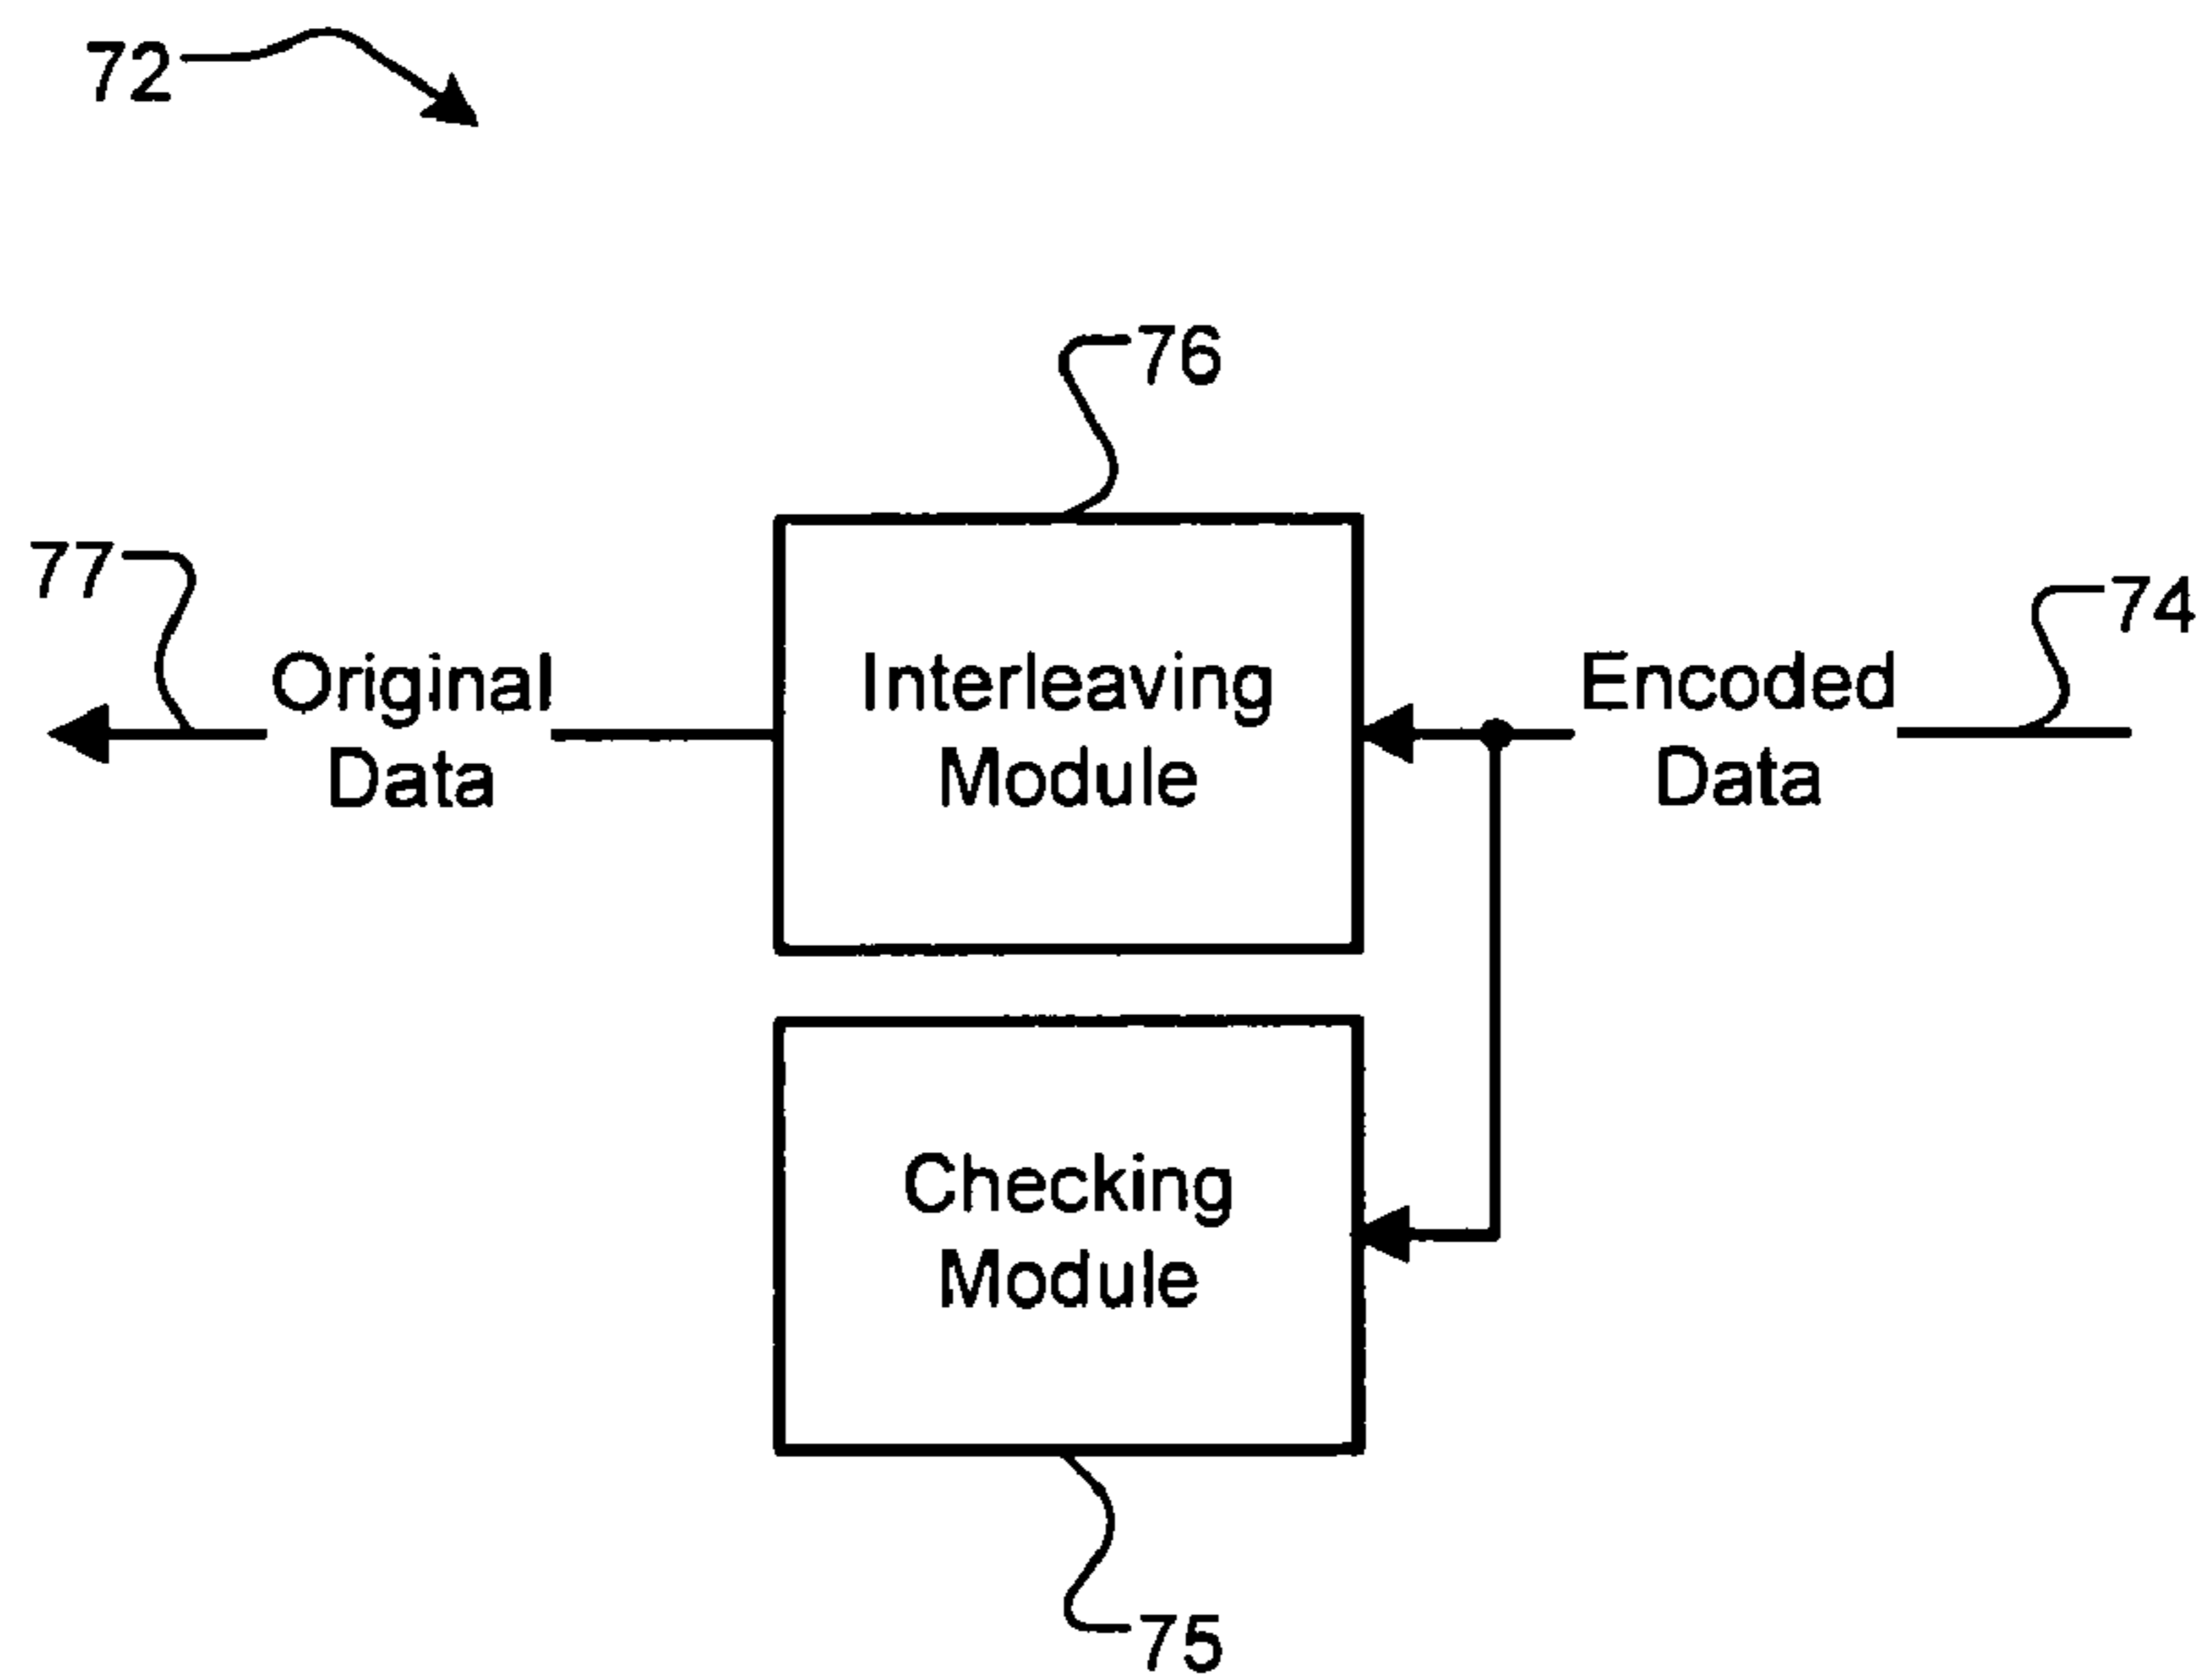 72
76
77
74
Original
Data
Interleaving
Module
Encoded
Data
Checking
Module
75